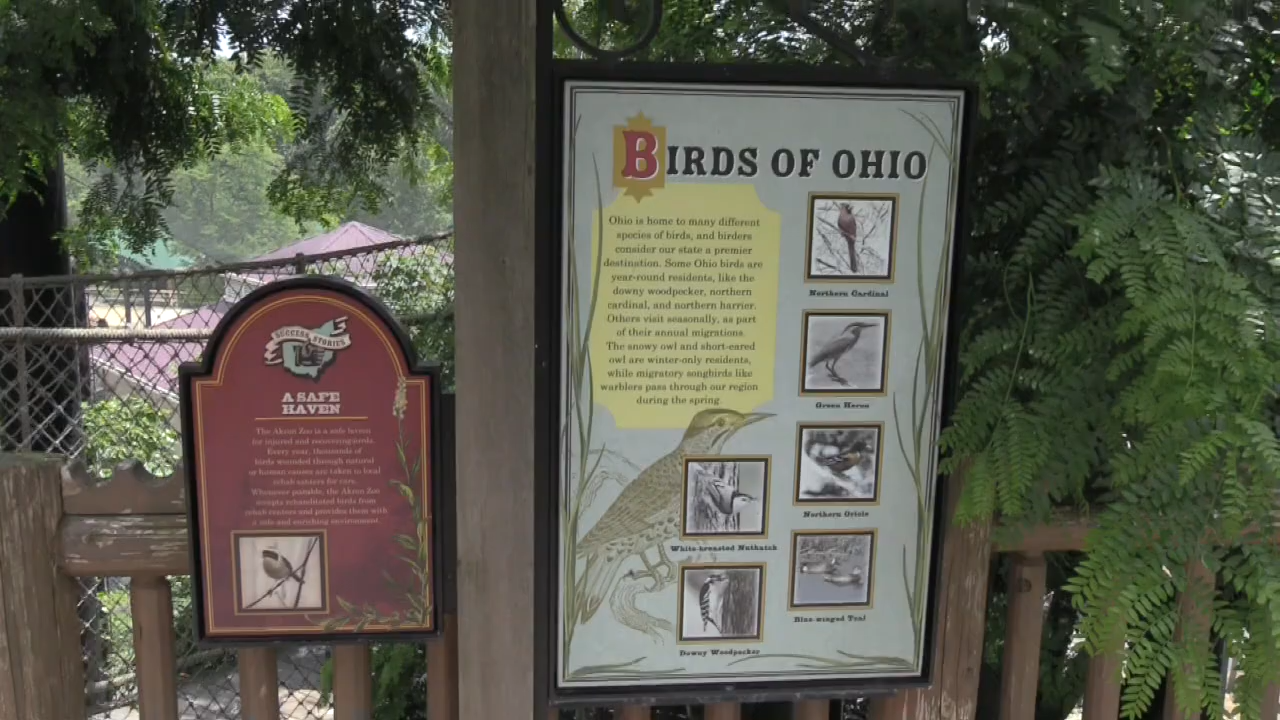 SUCCESS STORIES
A SAFE
HAVEN
The Akron Zoo is a safe haven
for injured and recovering birds.
Every year, thousands of
birds wounded through natural
or human causes are taken to local
rehab centers for care.
Whenever possible, the Akron Zoo
accepts rehabilitated birds from
rehab centers and provides them with
a safe and enriching environment.
BIRDS OF OHIO
Ohio is home to many different
species of birds, and birders
consider our state a premier
destination. Some Ohio birds are
year-round residents, like the
downy woodpecker, northern
cardinal, and northern harrier.
Others visit seasonally, as part
of their annual migrations.
The snowy owl and short-eared
owl are winter-only residents,
while migratory songbirds like
warblers pass through our region
during the spring.
Northern Cardinal
Green Heron
Northern Oriole
White-breasted Nuthatch
Blue-winged Teal
Downy Woodpecker